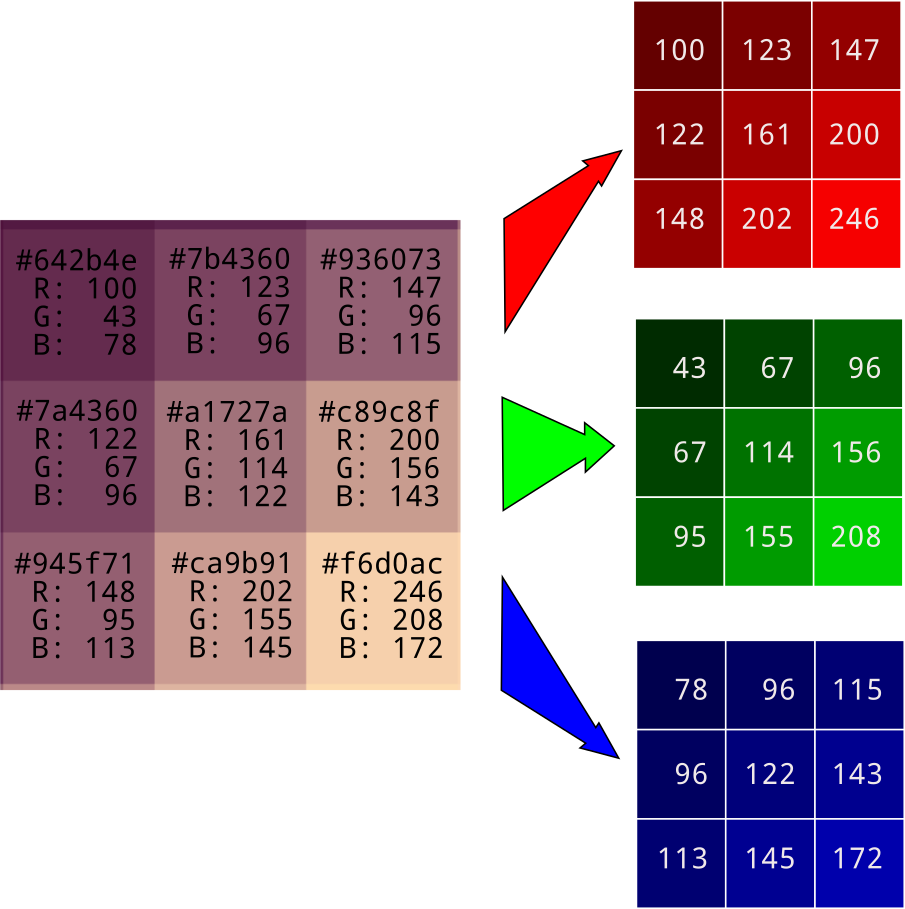 #642b4e
R: 100
G: 43
B: 78
#7b4360
R: 123
G: 67
B: 96
#936073
R: 147
G: 96
B: 115
#7a4360
R: 122
G: 67
B: 96
#a1727a
R: 161
G: 114
B: 122
#c89c8f
R: 200
G: 156
B: 143
#945f71
R: 148
G: 95
B: 113
#ca9b91
R: 202
G: 155
B: 145
#f6d0ac
R: 246
G: 208
B: 172
100 123 147
122 161 200
148 202 246
43 67 96
67 114 156
95 155 208
78 96 115
96 122 143
113 145 172